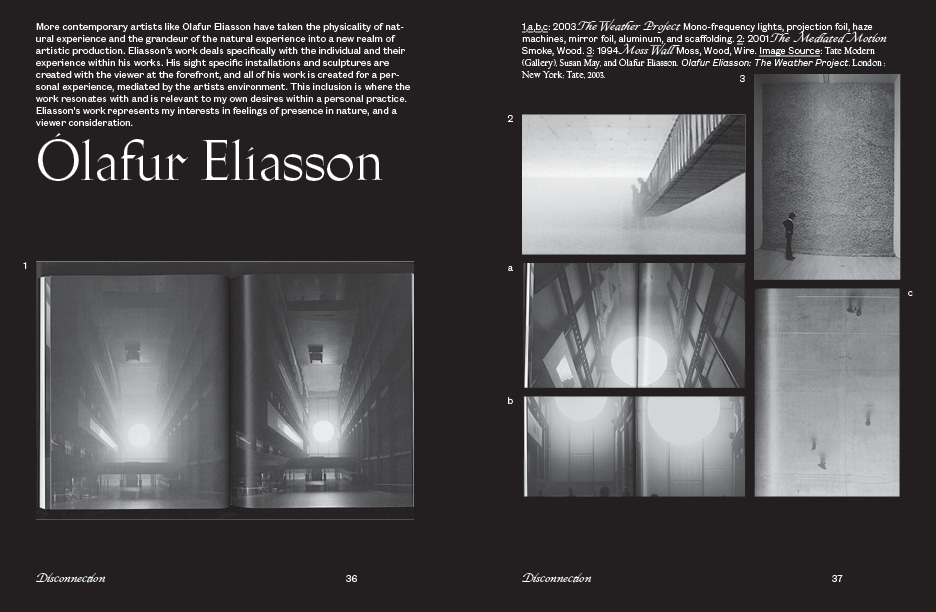 More contemporary artists like Olafur Eliasson have taken the physicality of nat-
ural experience and the grandeur of the natural experience into a new realm of
artistic production. Eliasson's work deals specifically with the individual and their
experience within his works. His sight specific installations and sculptures are
created with the viewer at the forefront, and all of his work is created for a per-
sonal experience, mediated by the artists environment. This inclusion is where the
work resonates with and is relevant to my own desires within a personal practice.
Eliasson's work represents my interests in feelings of presence in nature, and a
viewer consideration.
Ólafur Elíasson
1
Disconnection
36
1.a,b,c: 2003 The Weather Project Mono-frequency lights, projection foil, haze
machines, mirror foil, aluminum, and scaffolding. 2: 2001 The Mediated Motion
Smoke, Wood. 3: 1994 Moss Wall Moss, Wood, Wire. Image Source: Tate Modern
(Gallery), Susan May, and Olafur Eliasson. Olafur Eliasson: The Weather Project. London ;
New York: Tate, 2003.
3
2
a
c
b
Disconnection
37